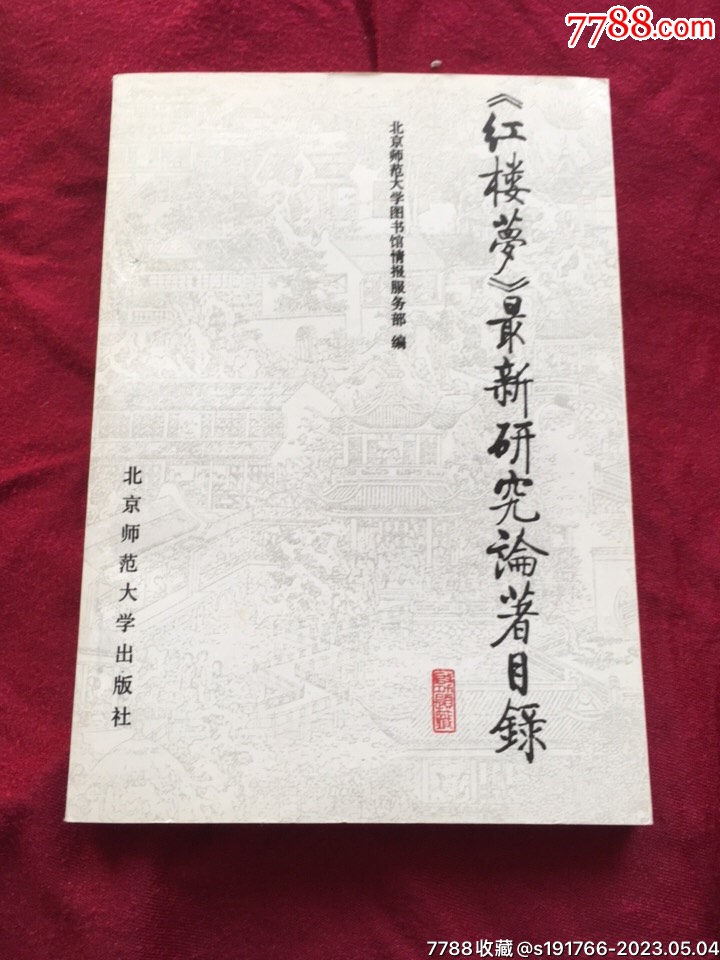 7788.com
《红楼夢》最新研究論著目錄
北京师范大学图书馆情报服务部 编
北京师范大学出版社
7788收藏@s191766-2023.05.04